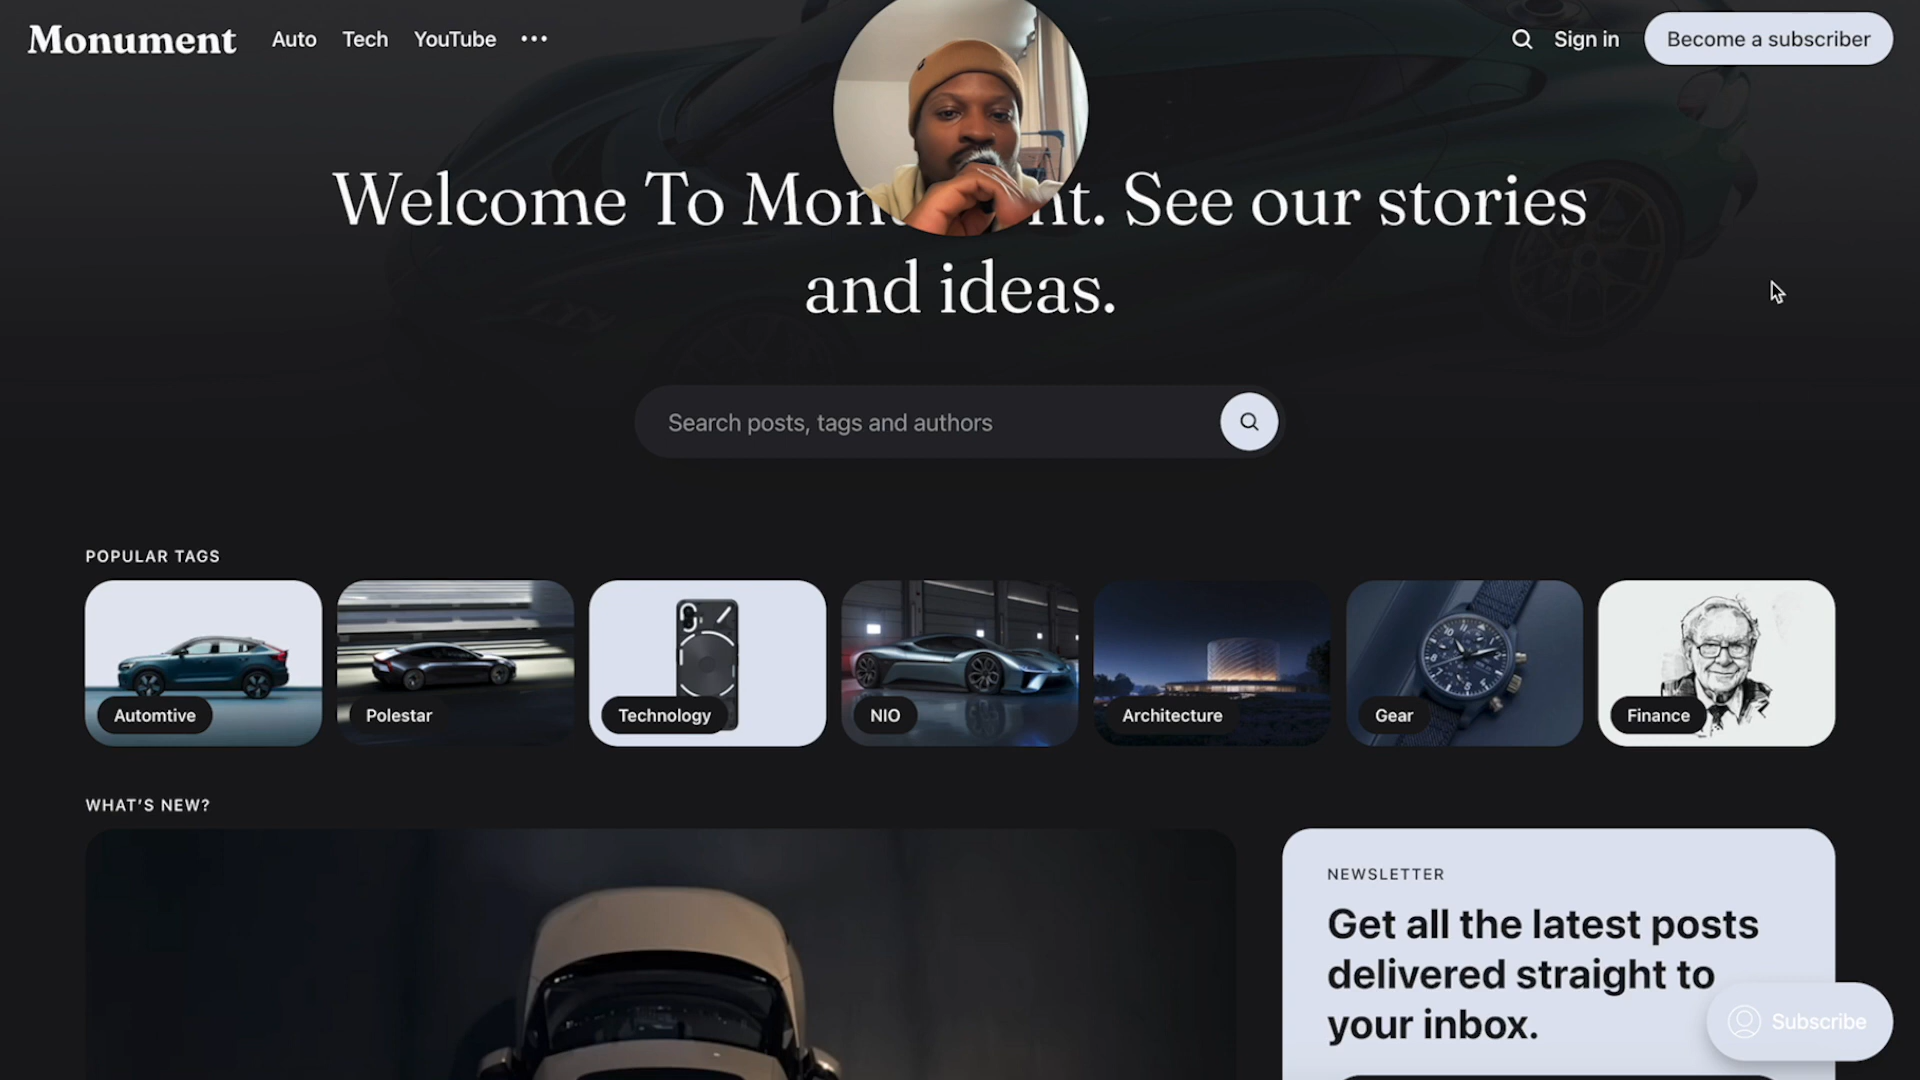 Monument Auto Tech YouTube ••• Sign in Become a subscriber
Welcome To Mon nt. See our stories
and ideas.
Search posts, tags and authors
POPULAR TAGS
Automtive Polestar Technology NIO Architecture Gear Finance
WHAT'S NEW?
NEWSLETTER
Get all the latest posts
delivered straight to
your inbox.
Subscribe